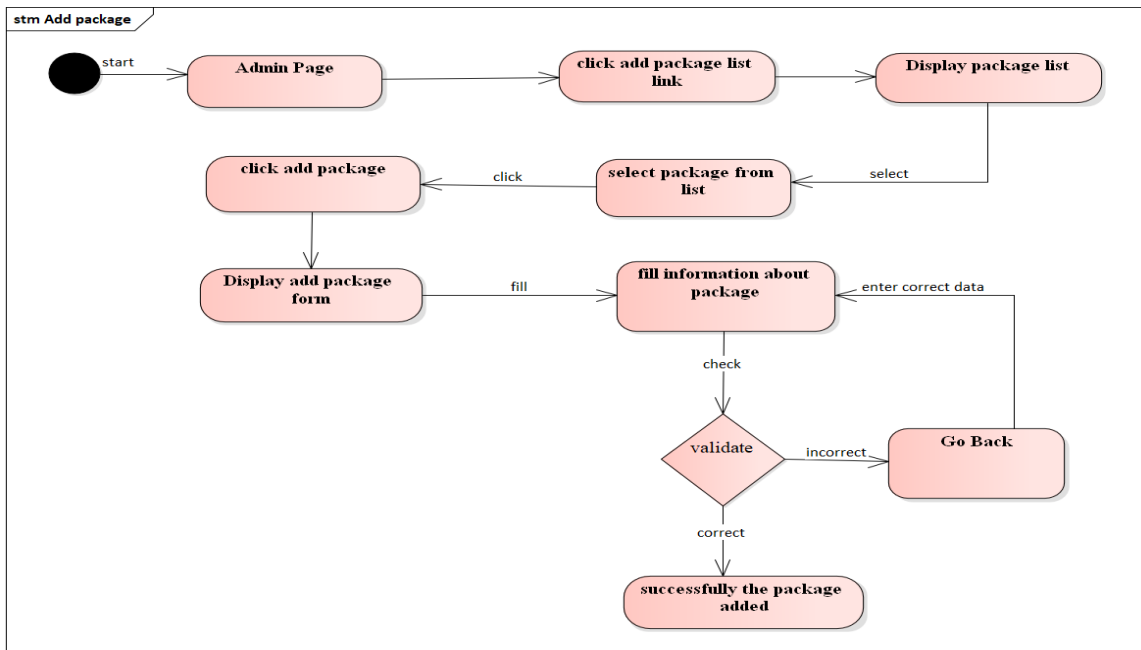 stm Add package
start
Admin Page
click add package list
link
Display package list
select
select package from
list
click
click add package
Display add package
form
fill
fill information about
package
enter correct data
check
validate
incorrect
Go Back
correct
successfully the package
added